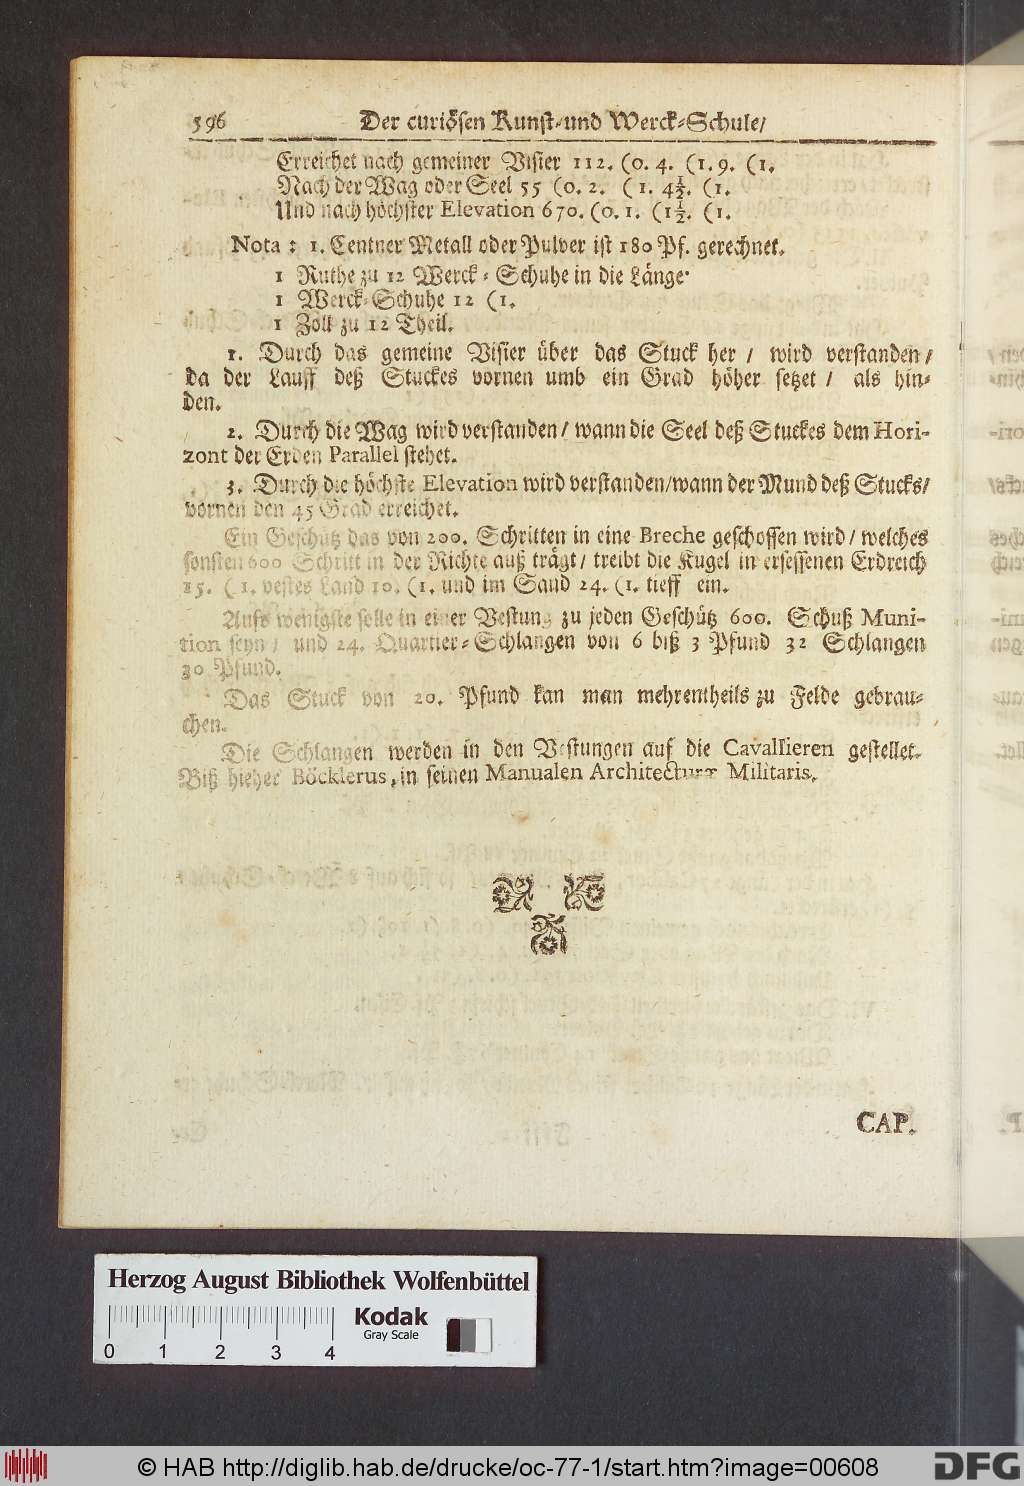 596 Der curiösen Kunst-und Werck-Schule/
Erreichet nach gemeiner Visier 112. (0. 4. (1. 9. (1.
Nach der Wag oder Seel 55 (0. 2. (1. 4½. (1.
Und nach höchster Elevation 670. (0. 1. (1½. (1.
Nota : 1. Centner Metall oder Pulver ist 180 Pf. gerechnet.
1 Ruthe zu 12 Werck-Schuhe in die Länge
1 Werck-Schuhe 12 (1.
1 Zoll zu 12 Theil.
1. Durch das gemeine Visier über das Stuck her / wird verstanden/
da der Lauff deß Stuckes vornen umb ein Grad höher setzet / als hin-
den.
2. Durch die Wag wird verstanden/ wann die Seel deß Stuckes dem Hori-
zont der Erden Parallel stehet.
3. Durch die höchste Elevation wird verstanden/wann der Mund deß Stucks/
vornen den 45 Grad erreichet.
Ein Geschütz das von 200. Schritten in eine Breche geschossen wird/ welches
sonsten 600 Schritt in der Richte auß trägt/ treibt die Kugel in ersessenen Erdreich
15. (1. vestes Land 10. (1. und im Sand 24. (1. tieff ein.
Aufs wenigste solle in einer Vestung zu jeden Geschütz 600. Schuß Muni-
tion seyn/ und 24. Quartier-Schlangen von 6 biß 3 Pfund 32 Schlangen
30 Pfund.
Das Stuck von 20. Pfund kan man mehrentheils zu Felde gebrau-
chen.
Die Schlangen werden in den Vestungen auf die Cavallieren gestellet.
Biß hieher Böcklerus, in seinen Manualen Architecturæ Militaris.
CAP.
Herzog August Bibliothek Wolfenbüttel
Kodak
Gray Scale
0 1 2 3 4
© HAB http://diglib.hab.de/drucke/oc-77-1/start.htm?image=00608
DFG